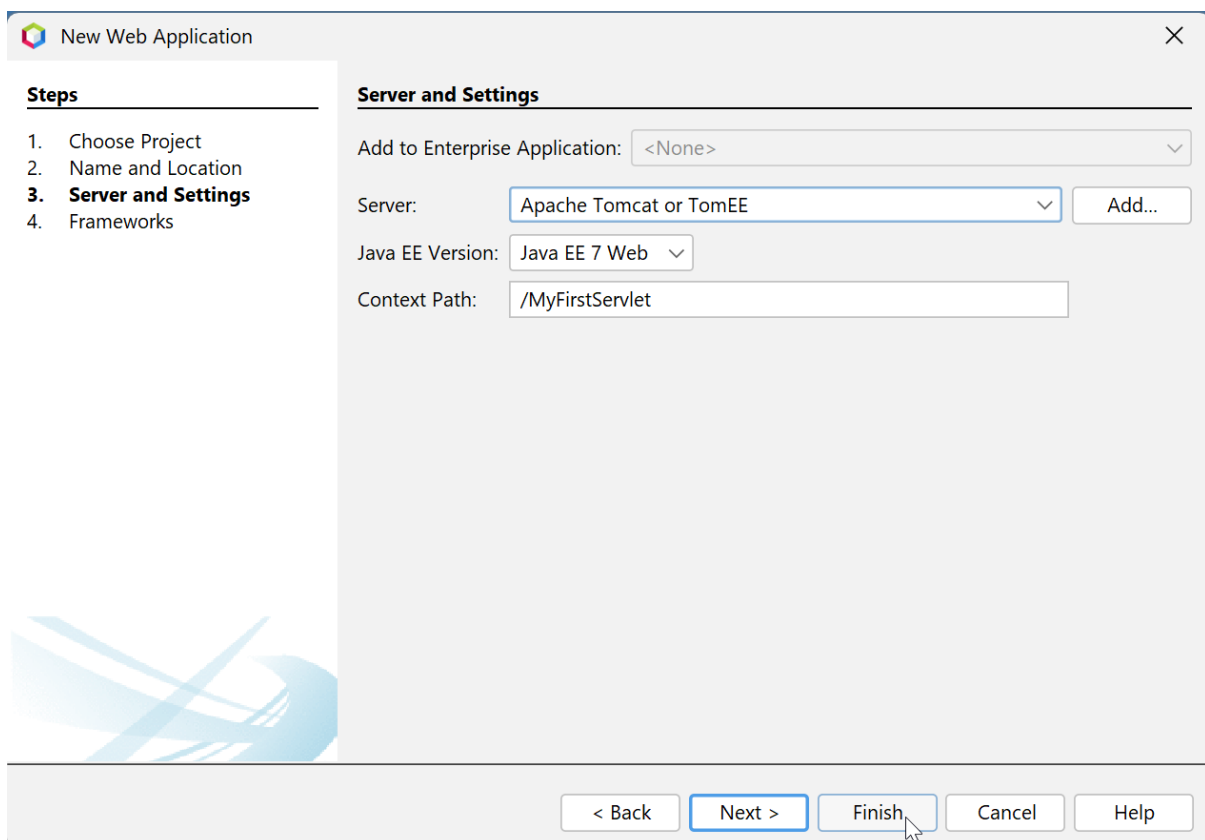 New Web Application
Steps
1. Choose Project
2. Name and Location
3. Server and Settings
4. Frameworks
Server and Settings
Add to Enterprise Application: <None>
Server: Apache Tomcat or TomEE Add...
Java EE Version: Java EE 7 Web
Context Path: /MyFirstServlet
< Back Next > Finish Cancel Help